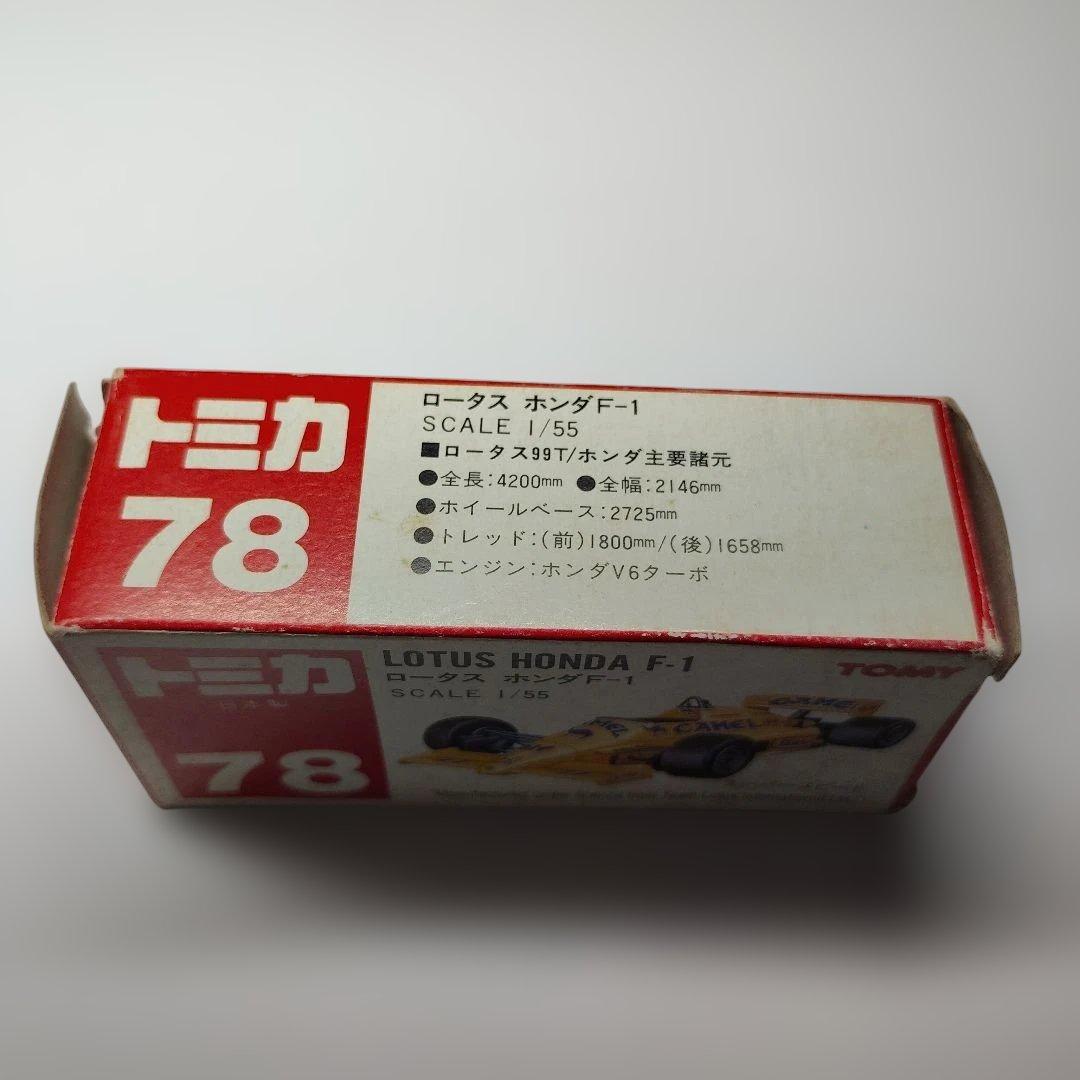 トミカ
78
ロータス ホンダF-1
SCALE 1/55
■ロータス99T/ホンダ主要諸元
●全長:4200mm ●全幅:2146mm
●ホイールベース:2725mm
●トレッド:(前)1800mm/(後)1658mm
●エンジン:ホンダV6ターボ
トミカ
日本製
78
LOTUS HONDA F-1
ロータス ホンダF-1
SCALE 1/55
TOMY
CAMEL
CAMEL